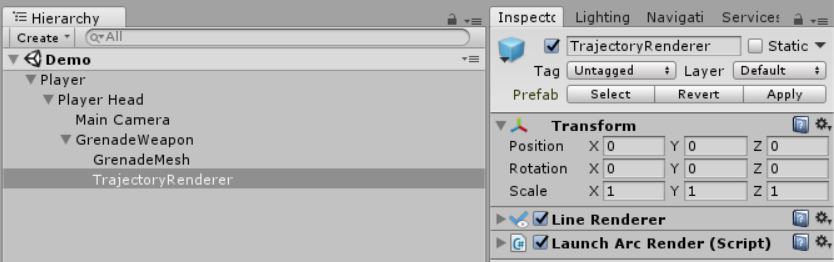 Hierarchy
Create All
Demo
Player
Player Head
Main Camera
GrenadeWeapon
GrenadeMesh
TrajectoryRenderer
Inspecto Lighting Navigati Services
TrajectoryRenderer Static
Tag Untagged Layer Default
Prefab Select Revert Apply
Transform
Position X 0 Y 0 Z 0
Rotation X 0 Y 0 Z 0
Scale X 1 Y 1 Z 1
Line Renderer
C# Launch Arc Render (Script)